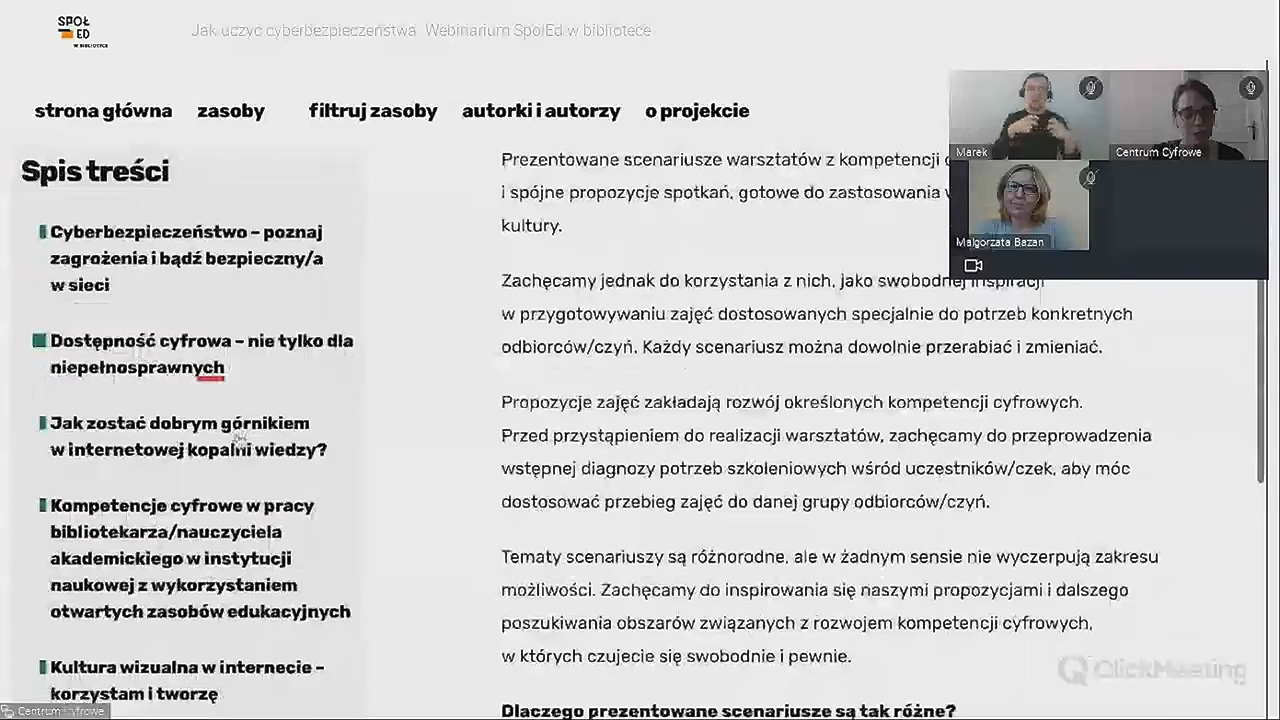 SPOŁ
ED
W BIBLIOTECE
Jak uczyć cyberbezpieczeństwa Webinarium SpołEd w bibliotece
strona główna zasoby filtruj zasoby autorki i autorzy o projekcie
Spis treści
Cyberbezpieczeństwo – poznaj
zagrożenia i bądź bezpieczny/a
w sieci
Dostępność cyfrowa – nie tylko dla
niepełnosprawnych
Jak zostać dobrym górnikiem
w internetowej kopalni wiedzy?
Kompetencje cyfrowe w pracy
bibliotekarza/nauczyciela
akademickiego w instytucji
naukowej z wykorzystaniem
otwartych zasobów edukacyjnych
Kultura wizualna w internecie –
korzystam i tworzę
Prezentowane scenariusze warsztatów z kompetencji
i spójne propozycje spotkań, gotowe do zastosowania
kultury.
Zachęcamy jednak do korzystania z nich, jako swobodnej inspiracji
w przygotowywaniu zajęć dostosowanych specjalnie do potrzeb konkretnych
odbiorców/czyń. Każdy scenariusz można dowolnie przerabiać i zmieniać.
Propozycje zajęć zakładają rozwój określonych kompetencji cyfrowych.
Przed przystąpieniem do realizacji warsztatów, zachęcamy do przeprowadzenia
wstępnej diagnozy potrzeb szkoleniowych wśród uczestników/czek, aby móc
dostosować przebieg zajęć do danej grupy odbiorców/czyń.
Tematy scenariuszy są różnorodne, ale w żadnym sensie nie wyczerpują zakresu
możliwości. Zachęcamy do inspirowania się naszymi propozycjami i dalszego
poszukiwania obszarów związanych z rozwojem kompetencji cyfrowych,
w których czujecie się swobodnie i pewnie.
Dlaczego prezentowane scenariusze są tak różne?
Marek
Centrum Cyfrowe
Malgorzata Bazan
ClickMeeting
Centrum Cyfrowe